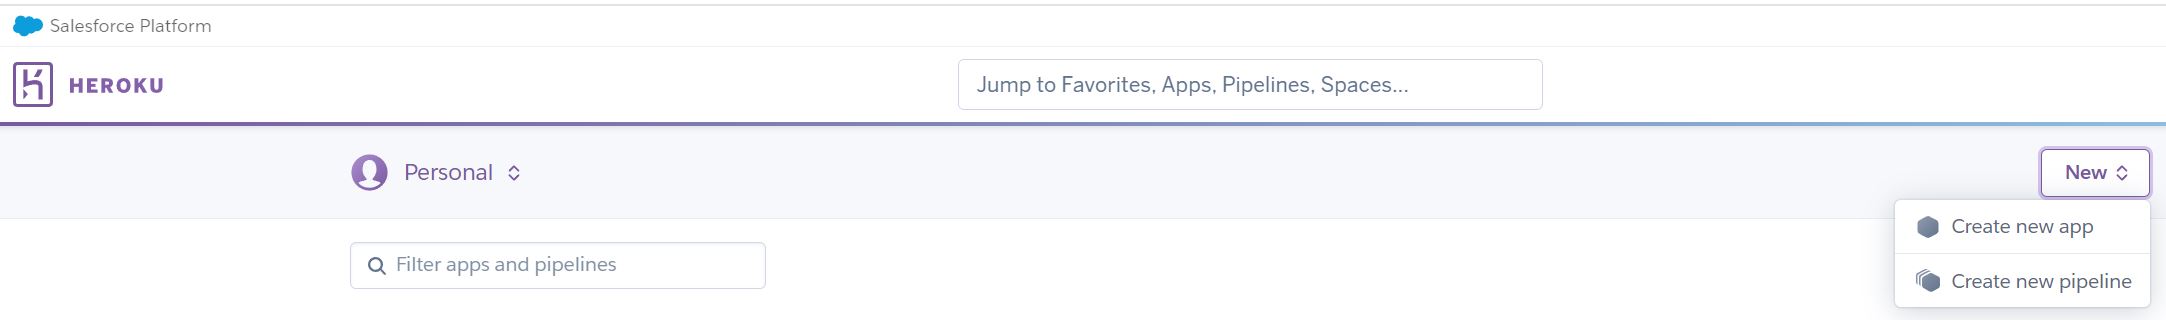 Salesforce Platform
HEROKU
Jump to Favorites, Apps, Pipelines, Spaces...
Personal
New
Create new app
Create new pipeline
Filter apps and pipelines